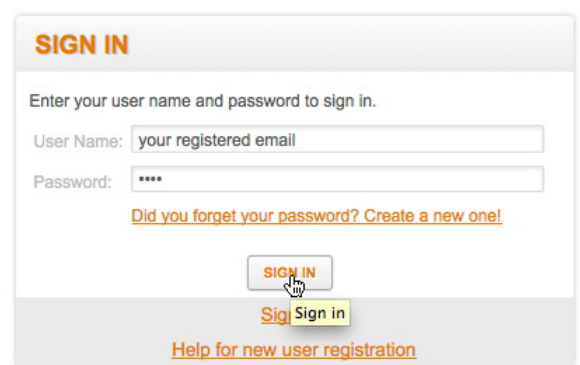 SIGN IN
Enter your user name and password to sign in.
User Name: your registered email
Password: ••••
Did you forget your password? Create a new one!
SIGN IN
Sign in
Help for new user registration